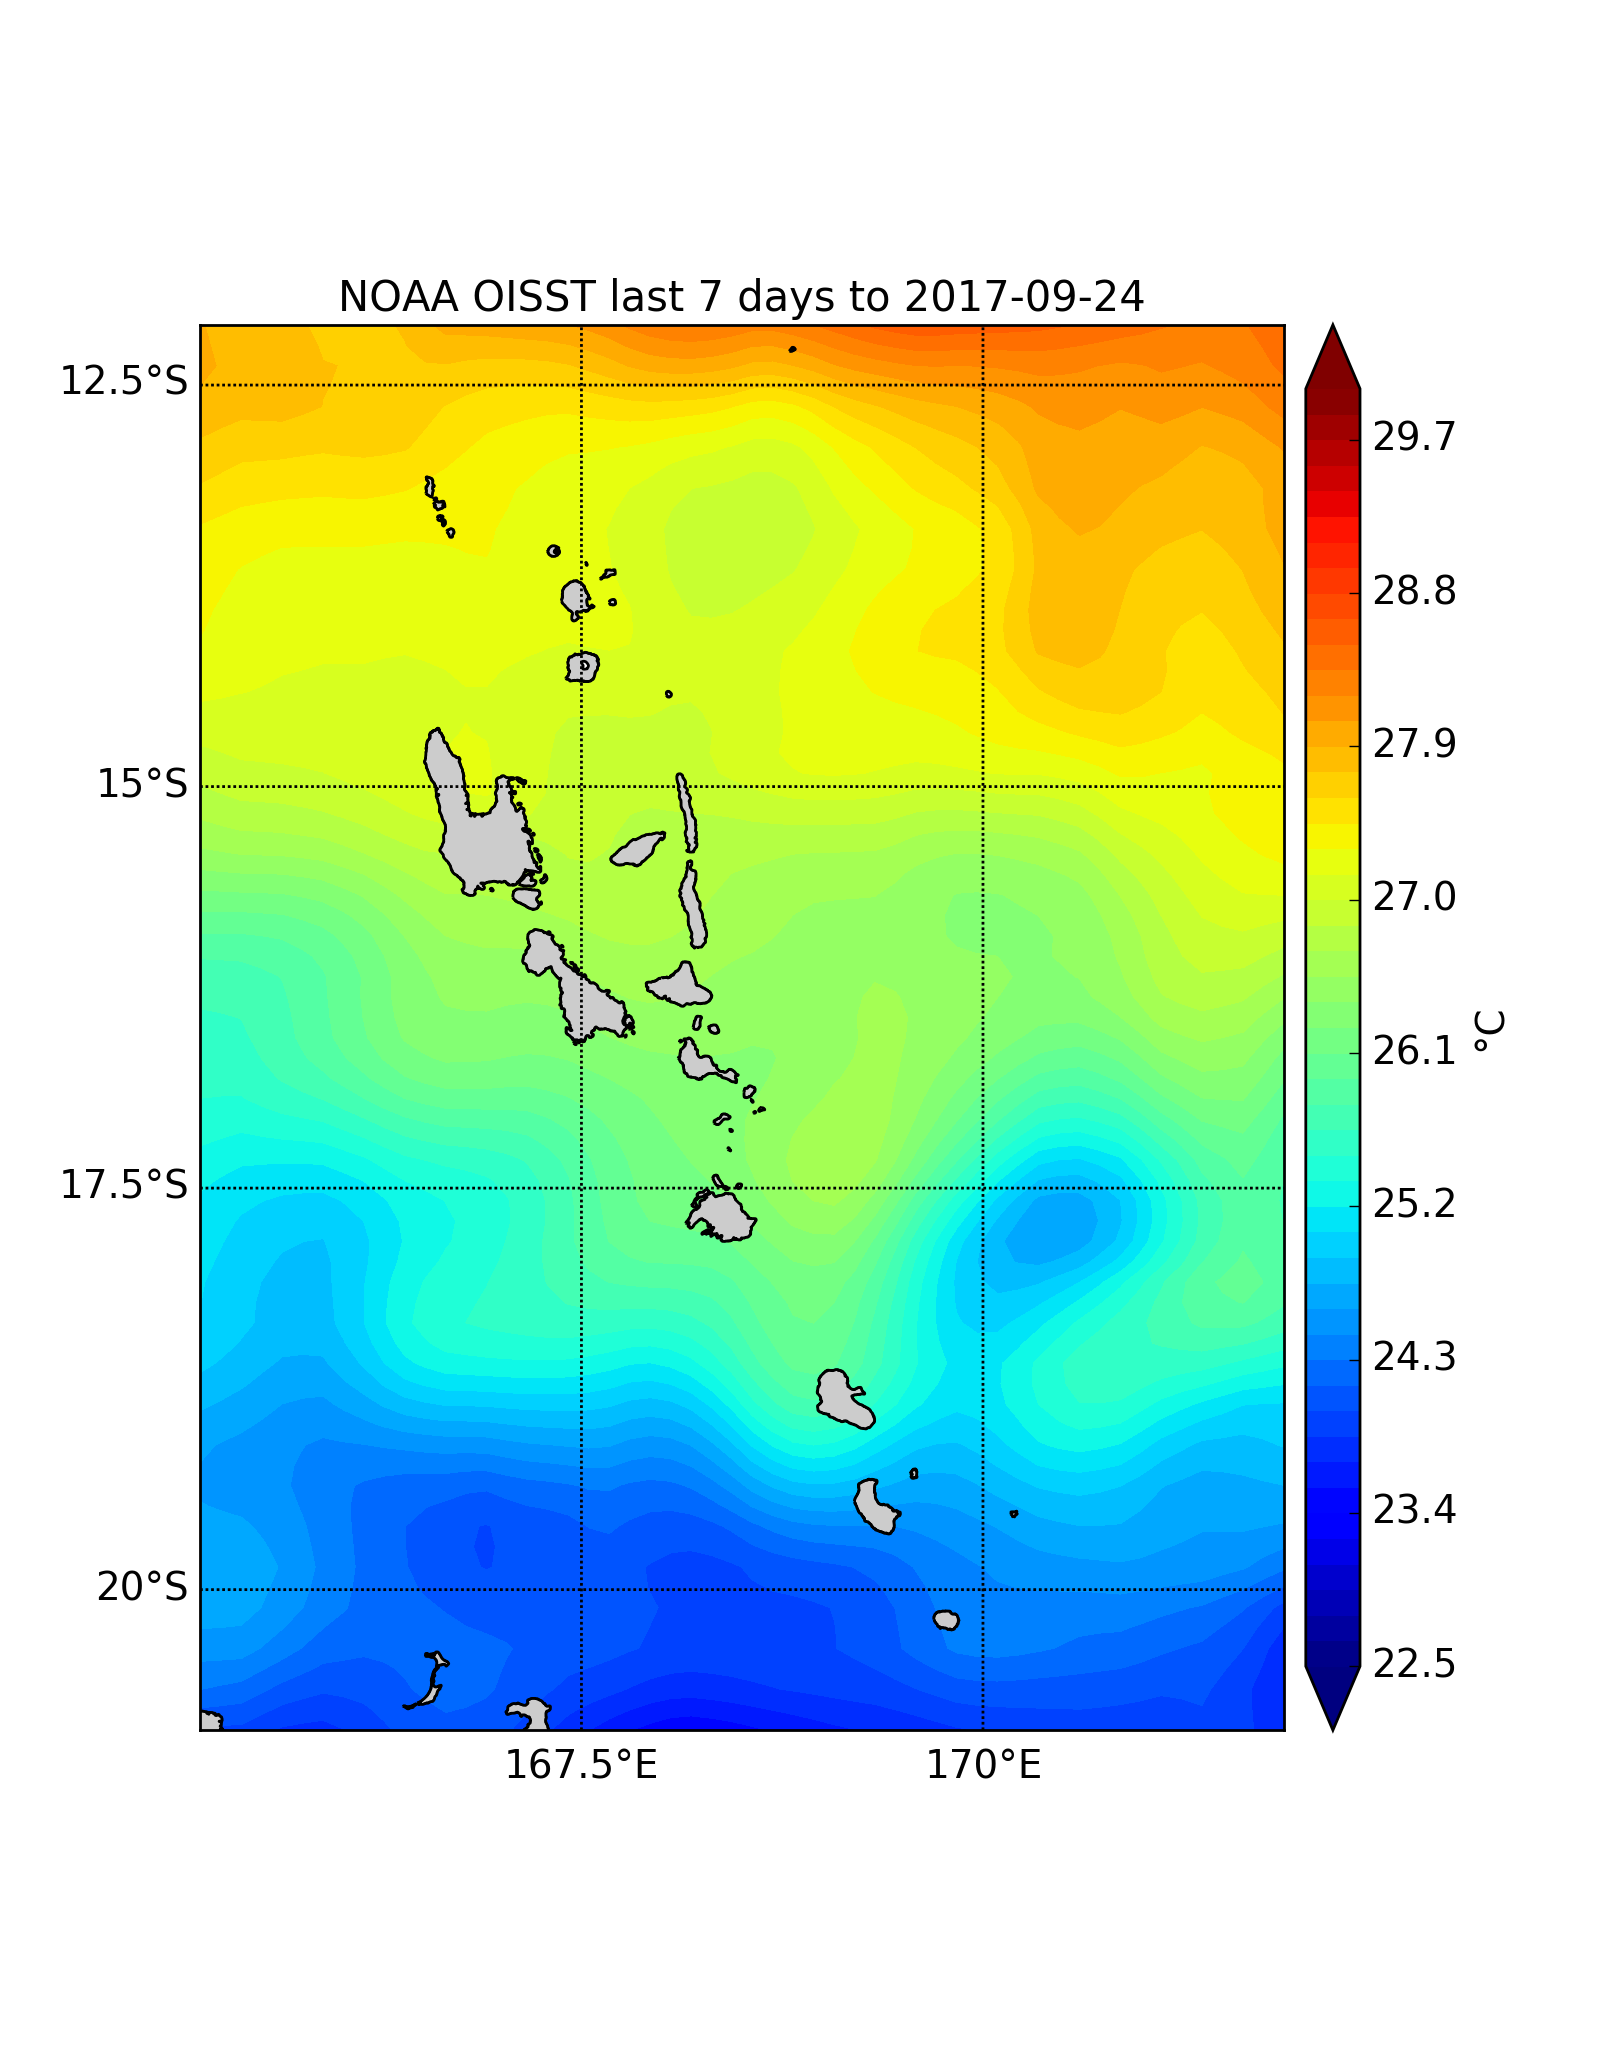 NOAA OISST last 7 days to 2017-09-24
12.5°S
15°S
17.5°S
20°S
167.5°E
170°E
29.7
28.8
27.9
27.0
26.1
25.2
24.3
23.4
22.5
°C